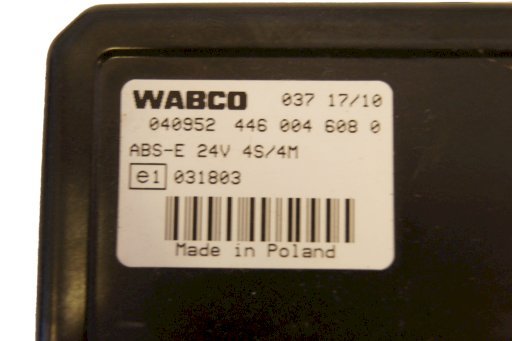 WABCO 037 17/10
040952 446 004 608 0
ABS-E 24V 4S/4M
e1 031803
Made in Poland